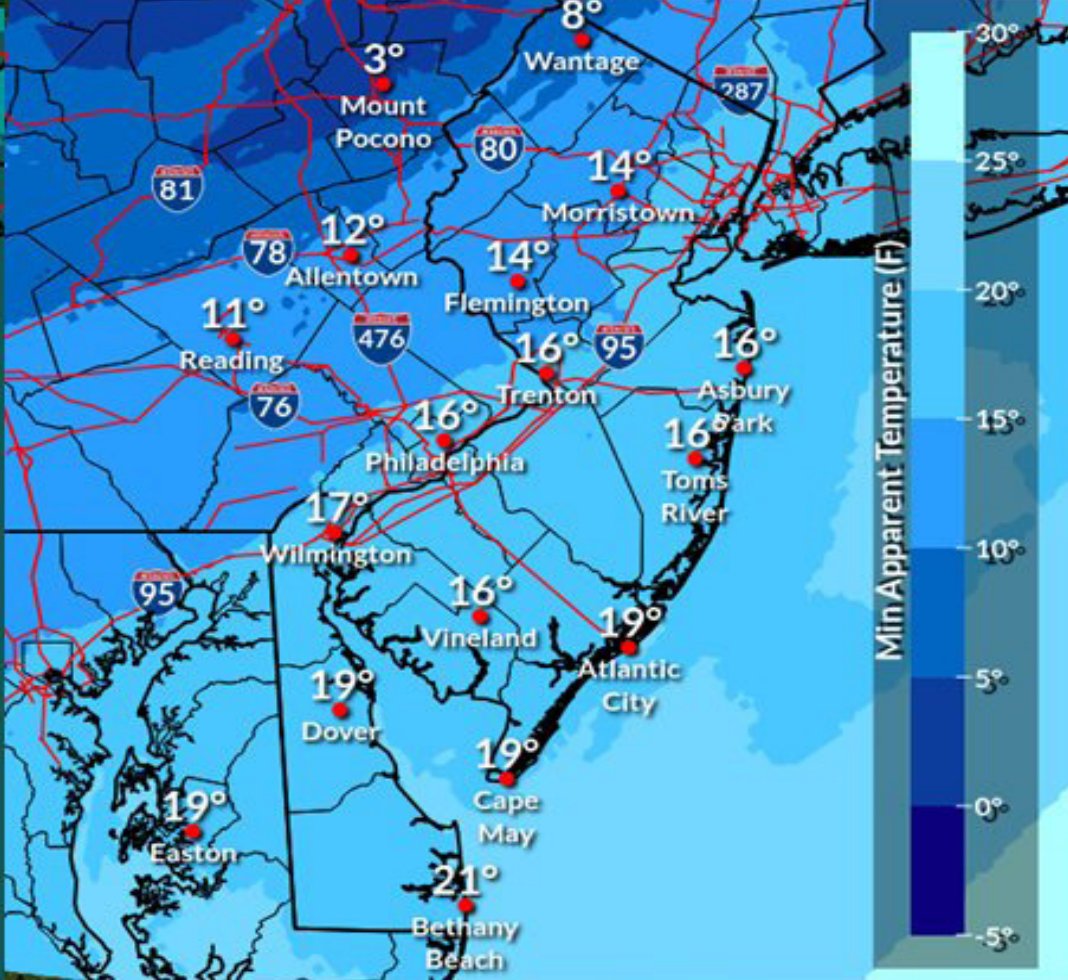 8°
Wantage
3°
Mount
Pocono
287
80
81
14°
Morristown
12°
Allentown
78
14°
Flemington
11°
Reading
476
95
16°
Trenton
16°
Asbury
Park
76
16°
Philadelphia
16°
Toms
River
17°
Wilmington
95
16°
Vineland
19°
Atlantic
City
19°
Dover
19°
Cape
May
19°
Easton
21°
Bethany
Beach
Min Apparent Temperature (F)
30°
25°
20°
15°
10°
5°
0°
-5°